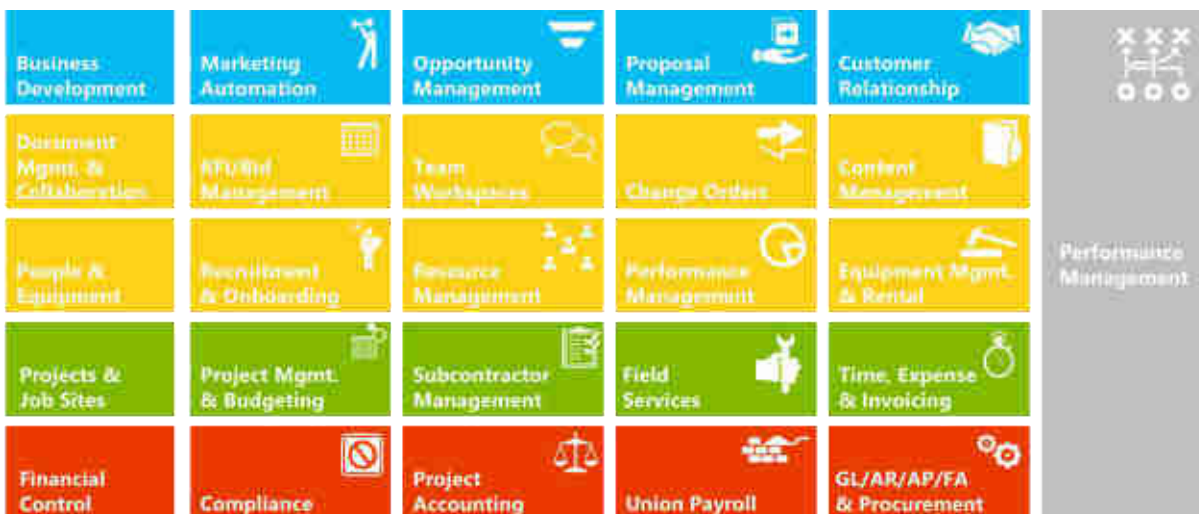 Business
Development
Marketing
Automation
Opportunity
Management
Proposal
Management
Customer
Relationship
Document
Mgmt. &
Collaboration
RFI/Bid
Management
Team
Workspaces
Change Orders
Content
Management
People &
Equipment
Recruitment
& Onboarding
Resource
Management
Performance
Management
Equipment Mgmt.
& Rental
Performance
Management
Projects &
Job Sites
Project Mgmt.
& Budgeting
Subcontractor
Management
Field
Services
Time, Expense
& Invoicing
Financial
Control
Compliance
Project
Accounting
Union Payroll
GL/AR/AP/FA
& Procurement